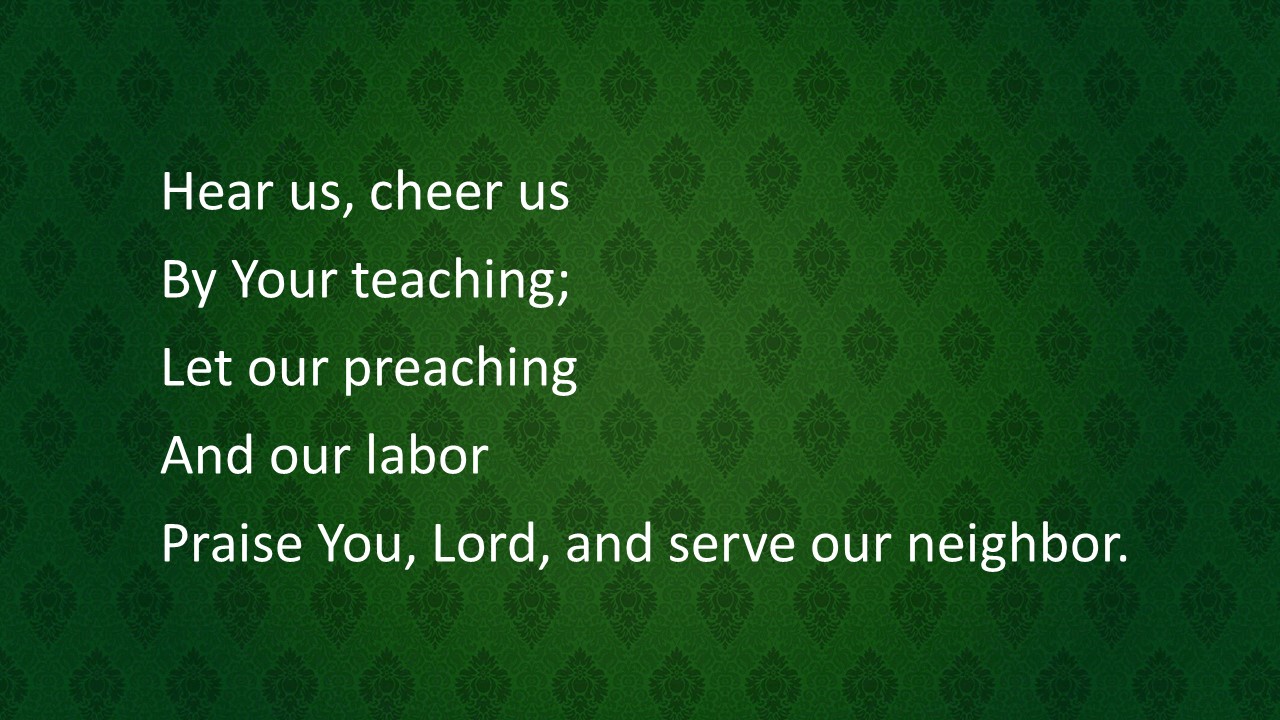 Hear us, cheer us
By Your teaching;
Let our preaching
And our labor
Praise You, Lord, and serve our neighbor.